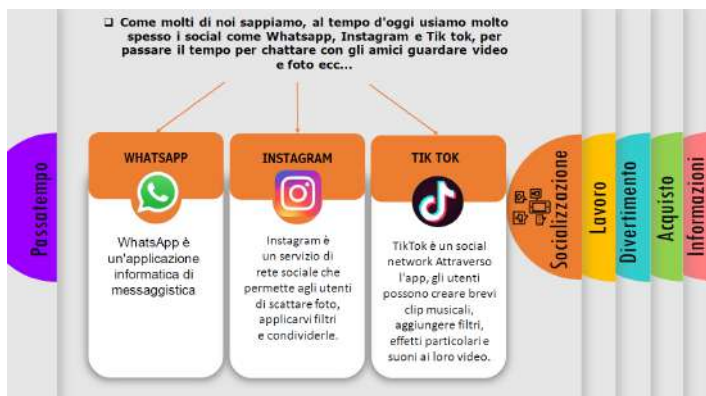 ❑ Come molti di noi sappiamo, al tempo d'oggi usiamo molto
spesso i social come Whatsapp, Instagram e Tik tok, per
passare il tempo per chattare con gli amici guardare video
e foto ecc...
Passatempo
WHATSAPP
WhatsApp è
un'applicazione
informatica di
messaggistica
INSTAGRAM
Instagram è
un servizio di
rete sociale che
permette agli utenti
di scattare foto,
applicarvi filtri
e condividerle.
TIK TOK
TikTok è un social
network Attraverso
l'app, gli utenti
possono creare brevi
clip musicali,
aggiungere filtri,
effetti particolari e
suoni ai loro video.
Socializzazione
Lavoro
Divertimento
Acquisto
Informazioni